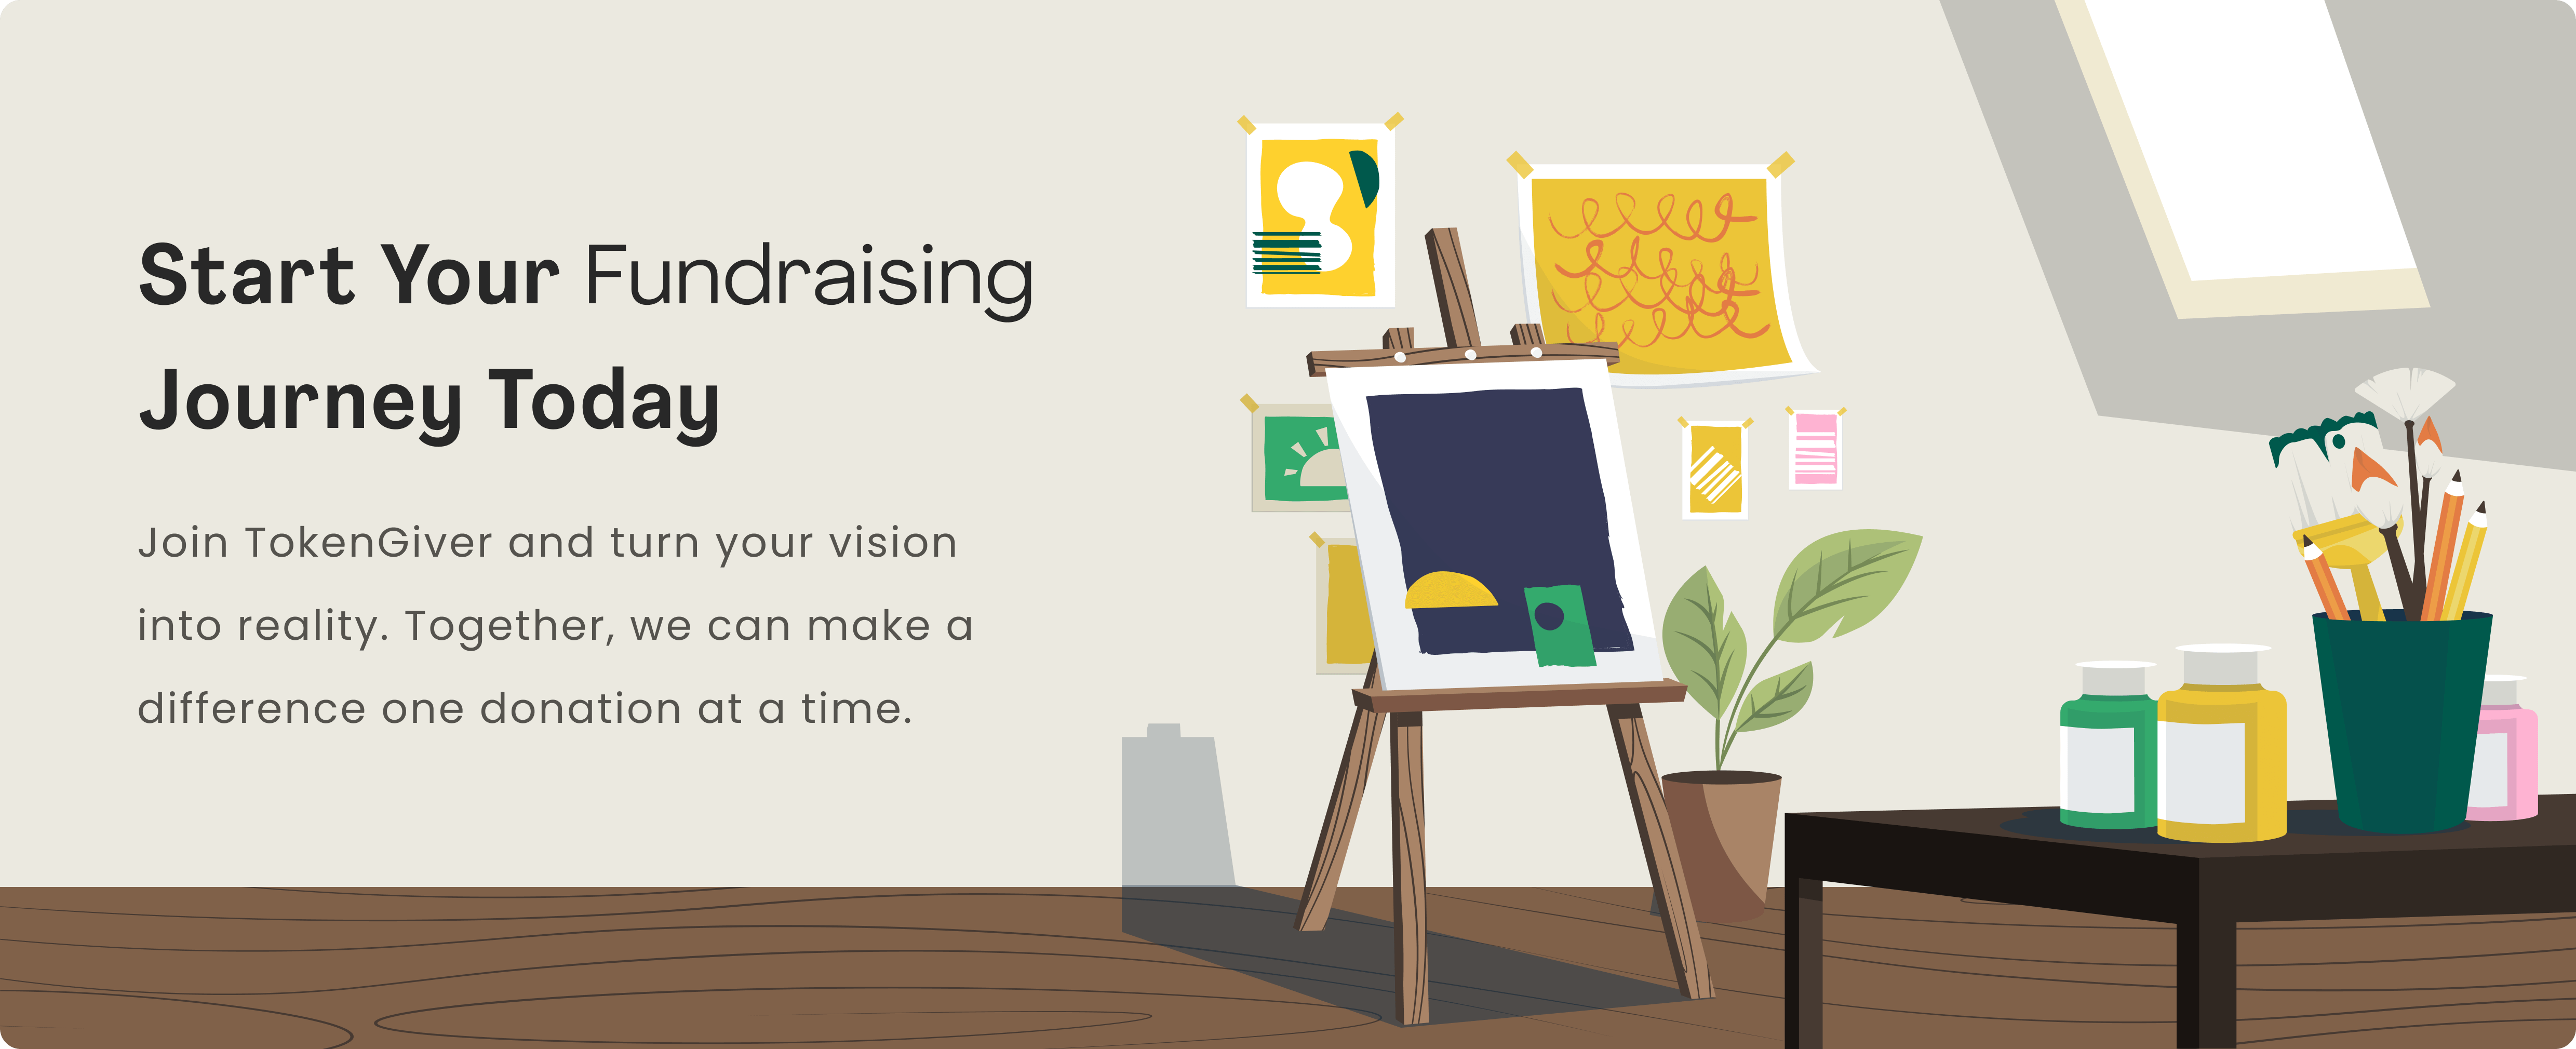 Start Your Fundraising
Journey Today
Join TokenGiver and turn your vision
into reality. Together, we can make a
difference one donation at a time.